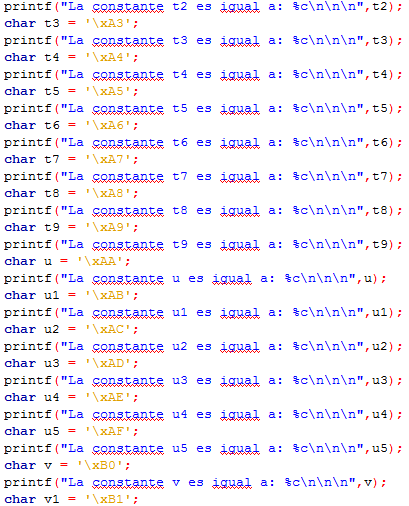 printf("La constante t2 es igual a: %c\n\n\n",t2);
char t3 = '\xA3';
printf("La constante t3 es igual a: %c\n\n\n",t3);
char t4 = '\xA4';
printf("La constante t4 es igual a: %c\n\n\n",t4);
char t5 = '\xA5';
printf("La constante t5 es igual a: %c\n\n\n",t5);
char t6 = '\xA6';
printf("La constante t6 es igual a: %c\n\n\n",t6);
char t7 = '\xA7';
printf("La constante t7 es igual a: %c\n\n\n",t7);
char t8 = '\xA8';
printf("La constante t8 es igual a: %c\n\n\n",t8);
char t9 = '\xA9';
printf("La constante t9 es igual a: %c\n\n\n",t9);
char u = '\xAA';
printf("La constante u es igual a: %c\n\n\n",u);
char u1 = '\xAB';
printf("La constante u1 es igual a: %c\n\n\n",u1);
char u2 = '\xAC';
printf("La constante u2 es igual a: %c\n\n\n",u2);
char u3 = '\xAD';
printf("La constante u3 es igual a: %c\n\n\n",u3);
char u4 = '\xAE';
printf("La constante u4 es igual a: %c\n\n\n",u4);
char u5 = '\xAF';
printf("La constante u5 es igual a: %c\n\n\n",u5);
char v = '\xB0';
printf("La constante v es igual a: %c\n\n\n",v);
char v1 = '\xB1';